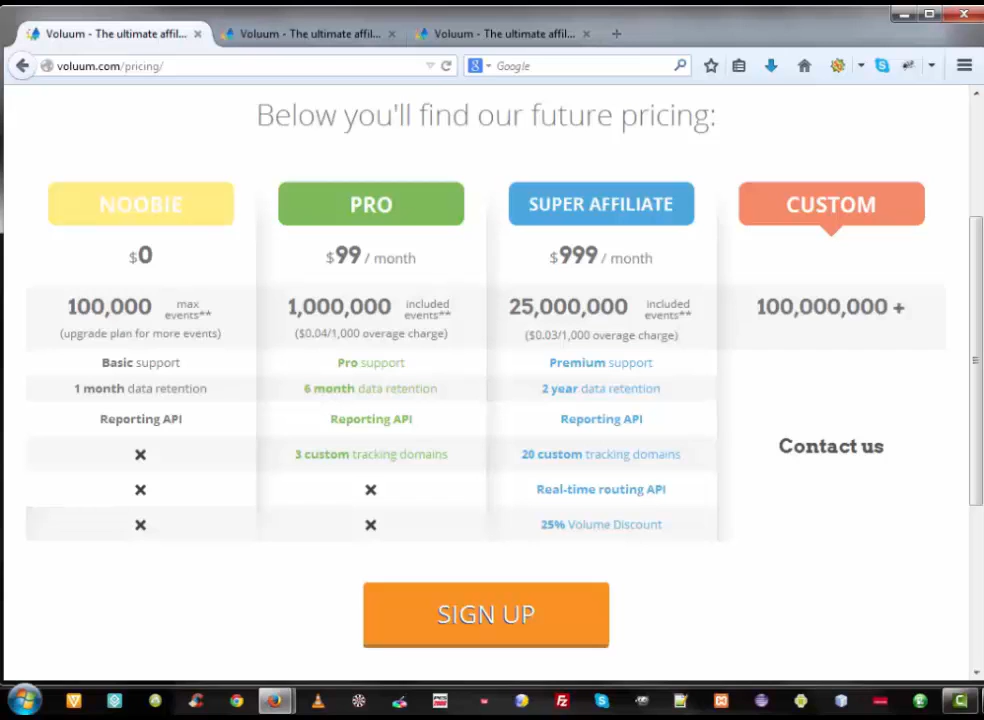 Voluum - The ultimate affil...
Voluum - The ultimate affil...
Voluum - The ultimate affil...
voluum.com/pricing/
Google
Below you'll find our future pricing:
NOOBIE
PRO
SUPER AFFILIATE
CUSTOM
$0
$99 / month
$999 / month
100,000 max events**
1,000,000 included events**
25,000,000 included events**
100,000,000 +
(upgrade plan for more events)
($0.04/1,000 overage charge)
($0.03/1,000 overage charge)
Basic support
Pro support
Premium support
1 month data retention
6 month data retention
2 year data retention
Reporting API
Reporting API
Reporting API
3 custom tracking domains
20 custom tracking domains
Contact us
Real-time routing API
25% Volume Discount
SIGN UP